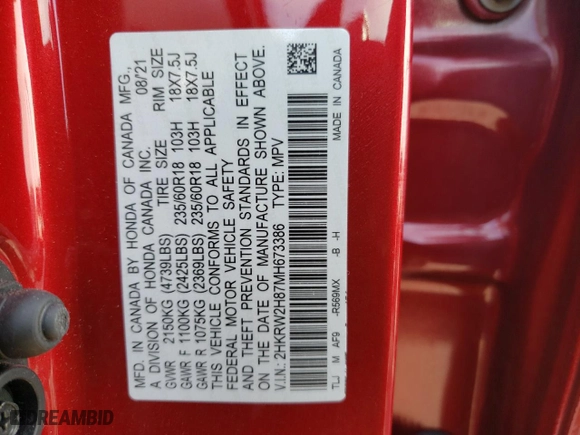 MFD. IN CANADA BY HONDA OF CANADA MFG., 08/21
A DIVISION OF HONDA CANADA INC.
GVWR 2150KG (4739LBS) TIRE SIZE RIM SIZE
GAWR F 1100KG (2425LBS) 235/60R18 103H 18X7.5J
GAWR R 1075KG (2369LBS) 235/60R18 103H 18X7.5J
THIS VEHICLE CONFORMS TO ALL APPLICABLE
FEDERAL MOTOR VEHICLE SAFETY
AND THEFT PREVENTION STANDARDS IN EFFECT
ON THE DATE OF MANUFACTURE SHOWN ABOVE.
V.I.N.: 2HKRW2H87MH673386 TYPE: MPV
TLJ M AF9 -R569MX -B -H MADE IN CANADA
DREAMBID